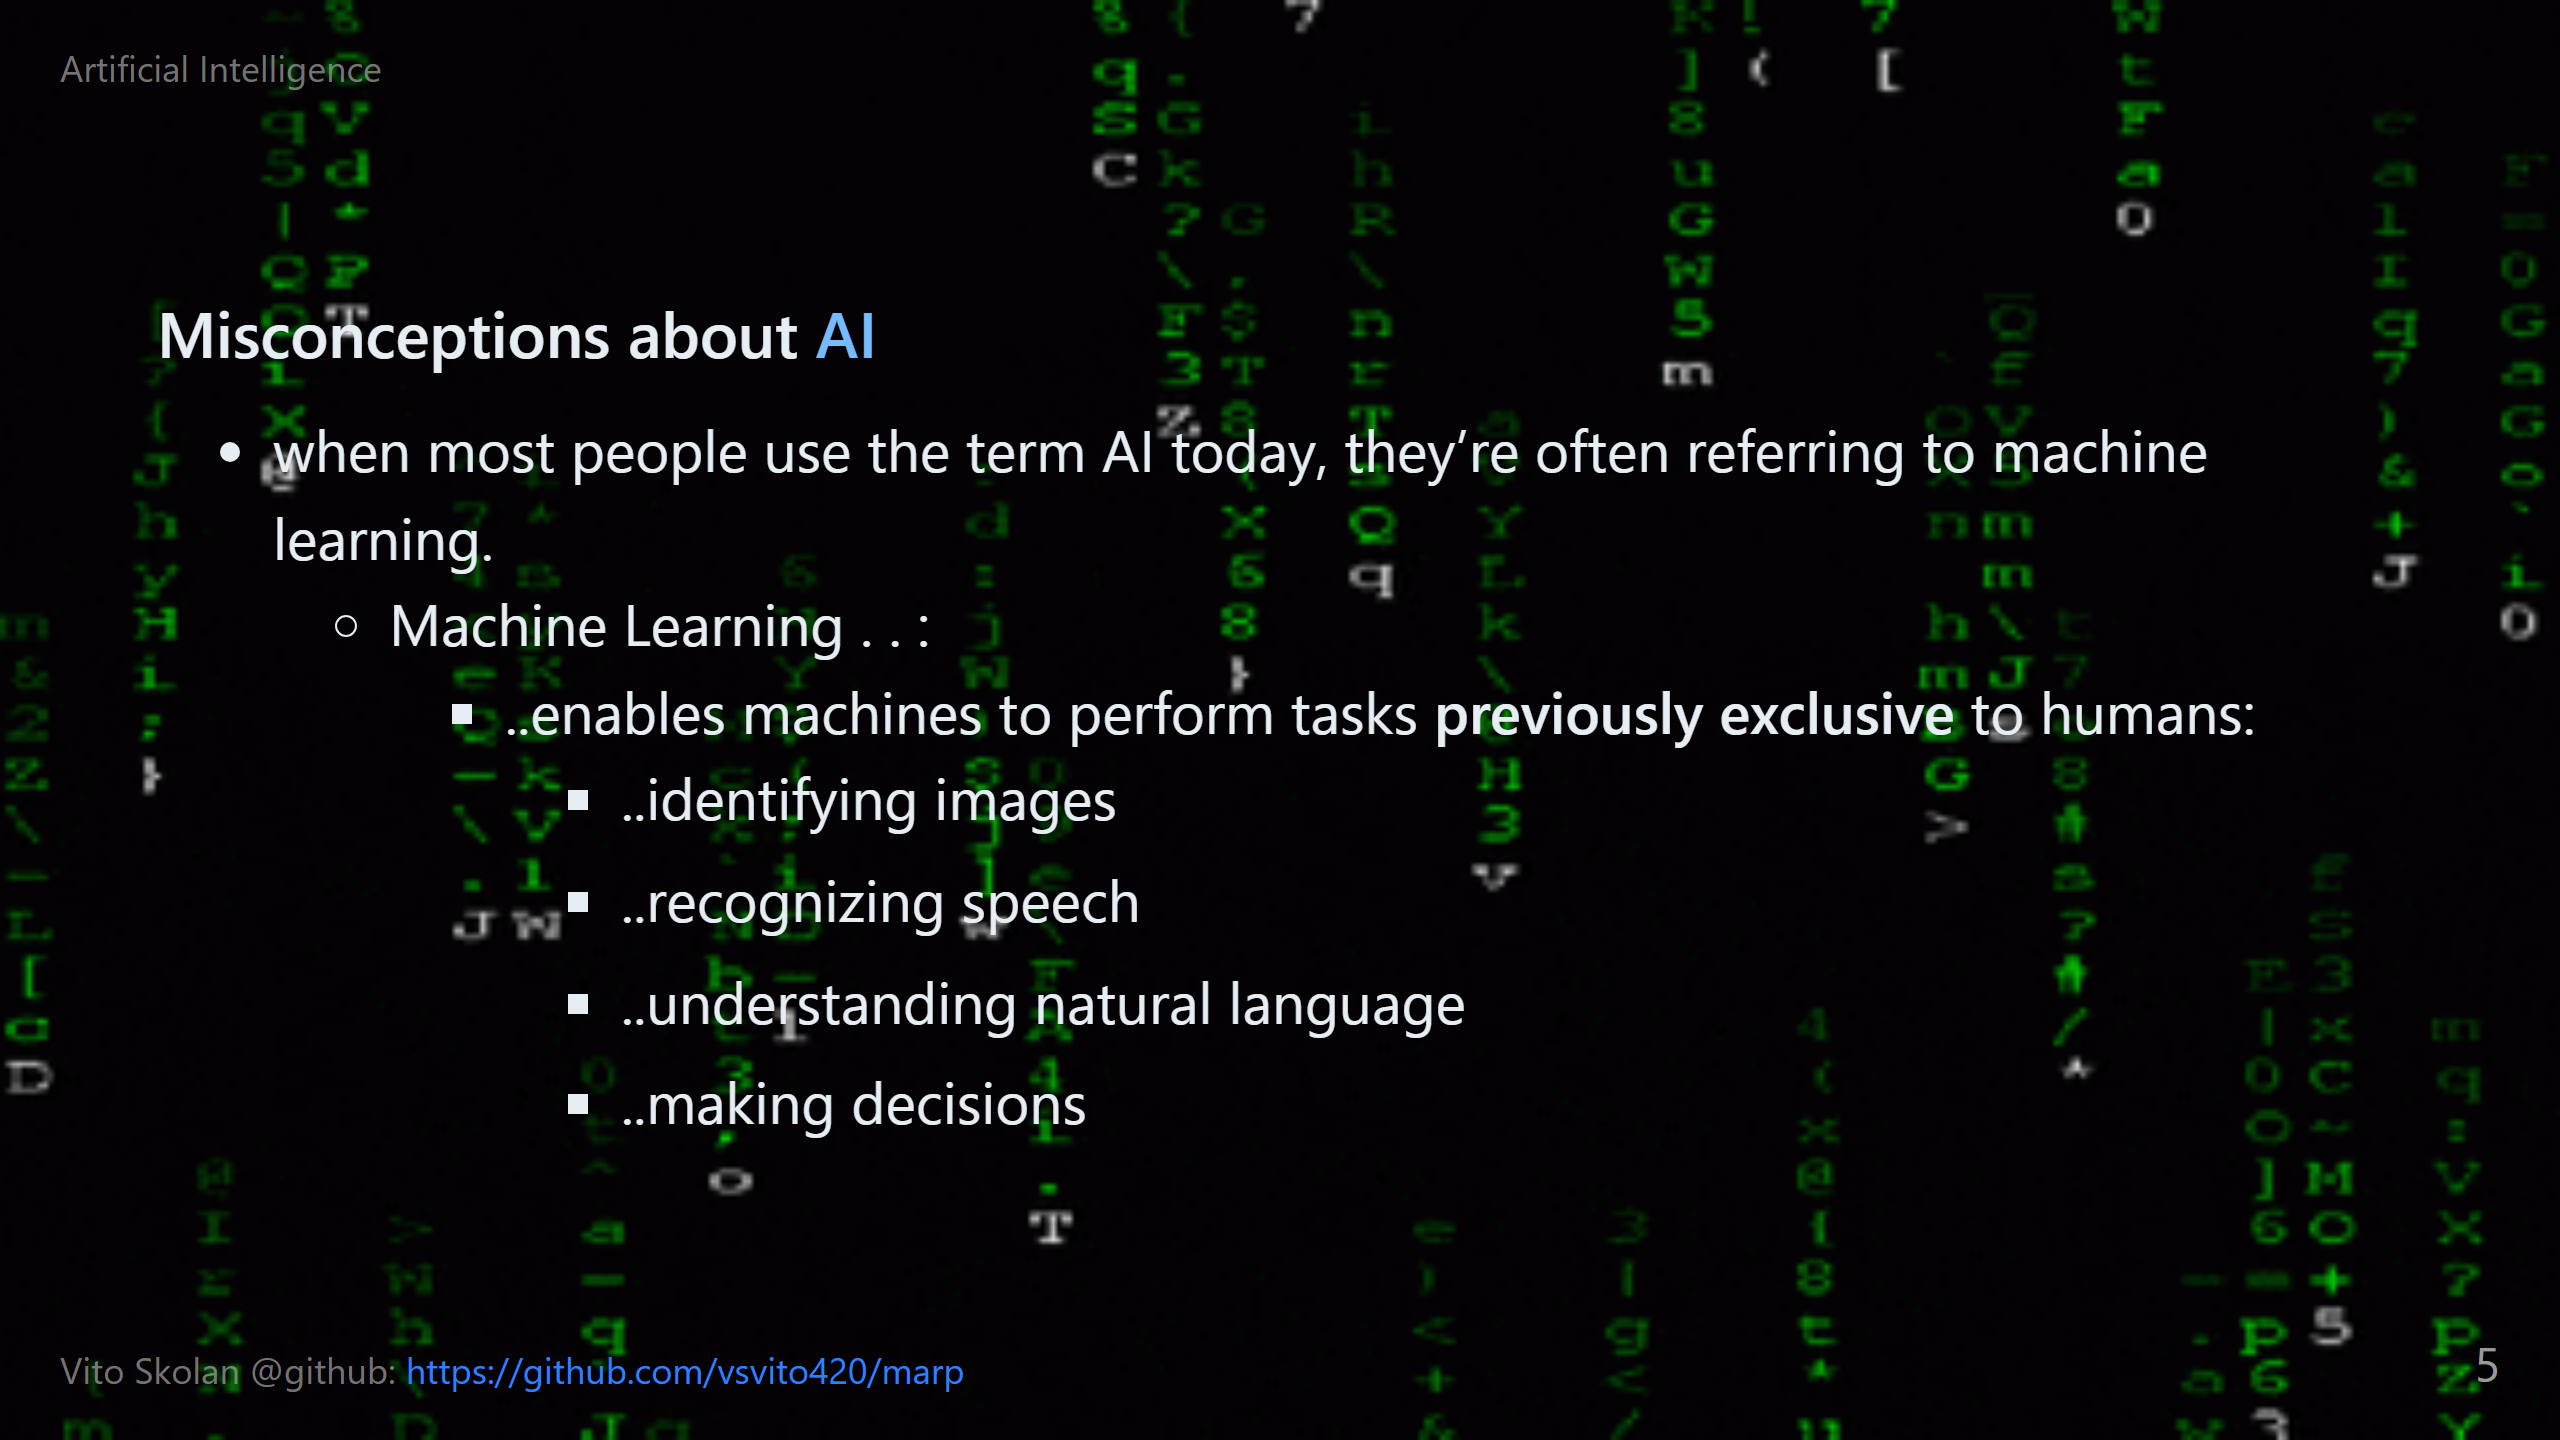 Artificial Intelligence
Misconceptions about AI
when most people use the term AI today, they’re often referring to machine
learning.
Machine Learning . . :
..enables machines to perform tasks previously exclusive to humans:
..identifying images
..recognizing speech
..understanding natural language
..making decisions
Vito Skolan @github: https://github.com/vsvito420/marp
5